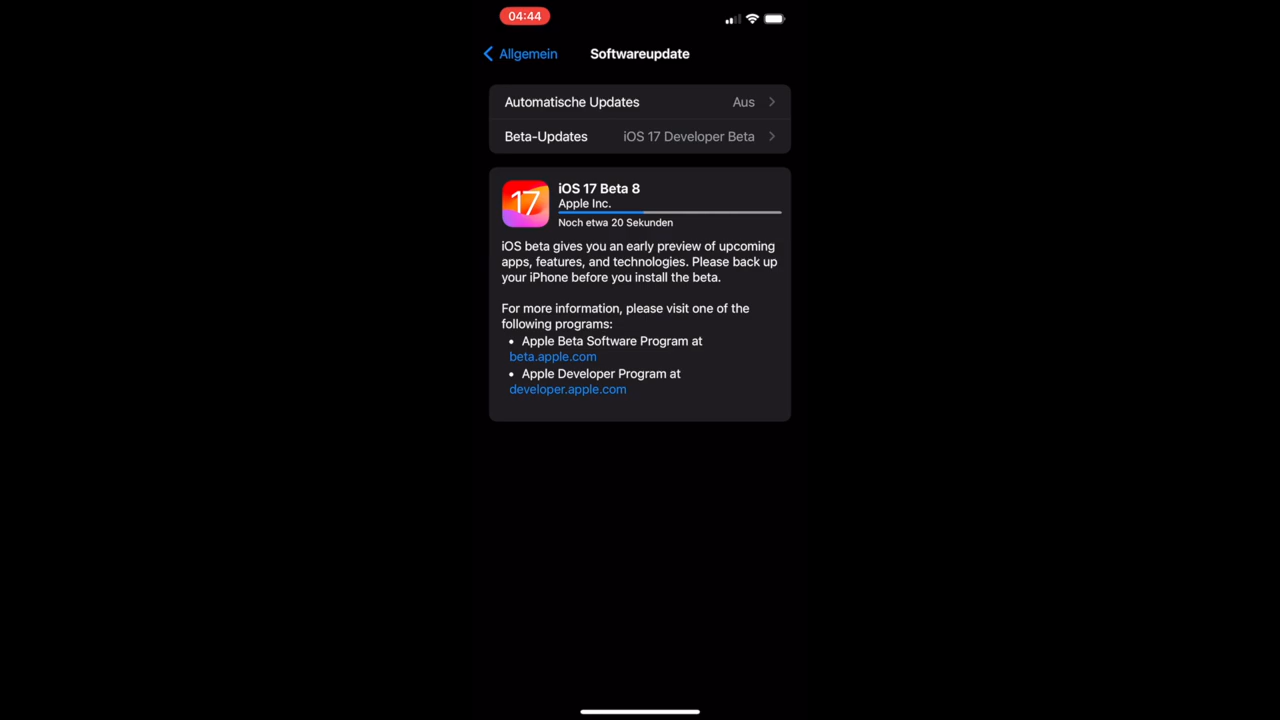 04:44
Allgemein
Softwareupdate
Automatische Updates Aus
Beta-Updates iOS 17 Developer Beta
17
iOS 17 Beta 8
Apple Inc.
Noch etwa 20 Sekunden
iOS beta gives you an early preview of upcoming
apps, features, and technologies. Please back up
your iPhone before you install the beta.
For more information, please visit one of the
following programs:
• Apple Beta Software Program at
beta.apple.com
• Apple Developer Program at
developer.apple.com